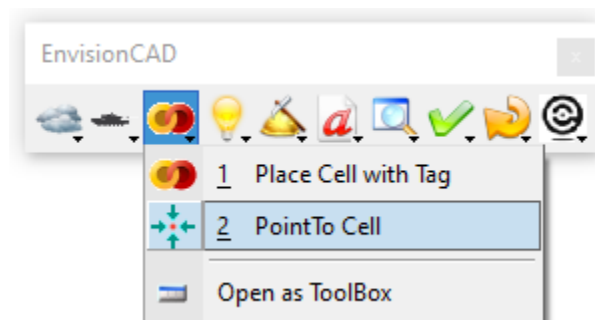 EnvisionCAD
x
a
1 Place Cell with Tag
2 PointTo Cell
Open as ToolBox